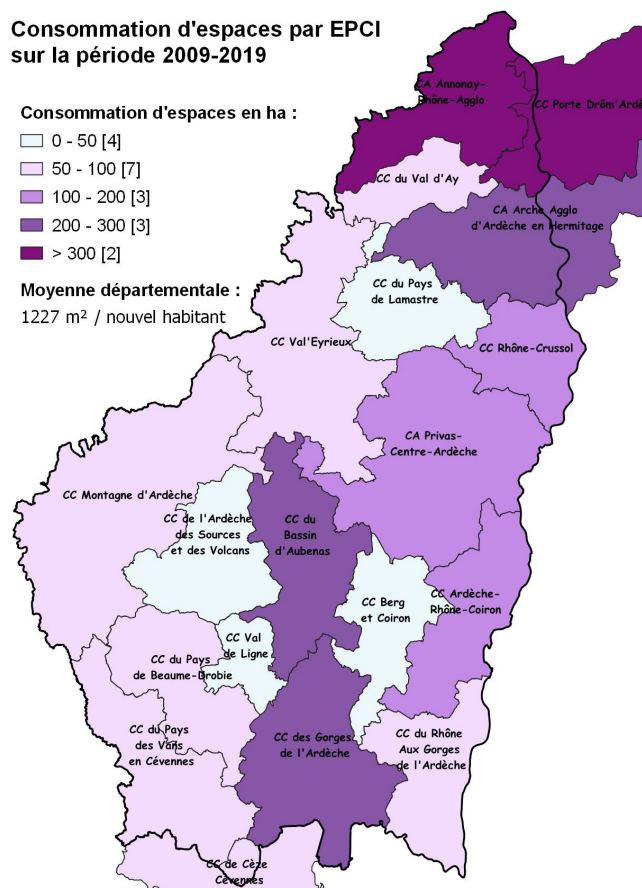 Consommation d'espaces par EPCI
sur la période 2009-2019
Consommation d'espaces en ha :
0 - 50 [4]
50 - 100 [7]
100 - 200 [3]
200 - 300 [3]
> 300 [2]
Moyenne départementale :
1227 m² / nouvel habitant
CA Annonay-
Rhône-Agglo
CC Porte Drôm'Ardè
CC du Val d'Ay
CA Arche Agglo
d'Ardèche en Hermitage
CC du Pays
de Lamastre
CC Val'Eyrieux
CC Rhône-Crussol
CA Privas-
Centre-Ardèche
CC Montagne d'Ardèche
CC de l'Ardèche
des Sources
et des Volcans
CC du
Bassin
d'Aubenas
CC Berg
et Coiron
CC Ardèche-
Rhône-Coiron
CC Val
de Ligne
CC du Pays
de Beaume-Drobie
CC du Pays
des Vans
en Cévennes
CC des Gorges
de l'Ardèche
CC du Rhône
Aux Gorges
de l'Ardèche
CC de Cèze
Cévennes